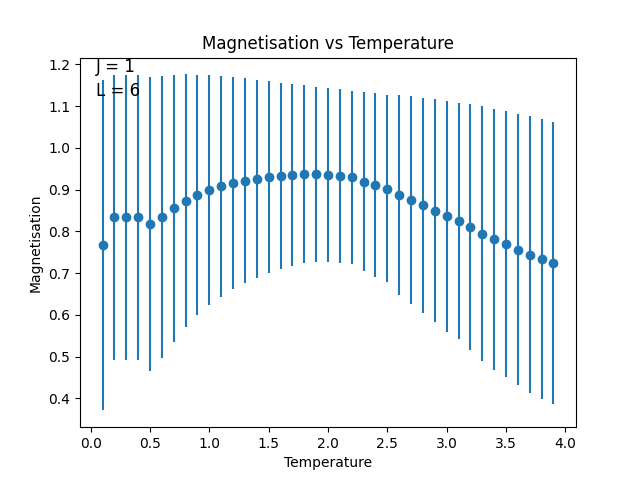 Magnetisation vs Temperature
J = 1
L = 6
1.2
1.1
1.0
0.9
0.8
0.7
0.6
0.5
0.4
Magnetisation
0.0 0.5 1.0 1.5 2.0 2.5 3.0 3.5 4.0
Temperature